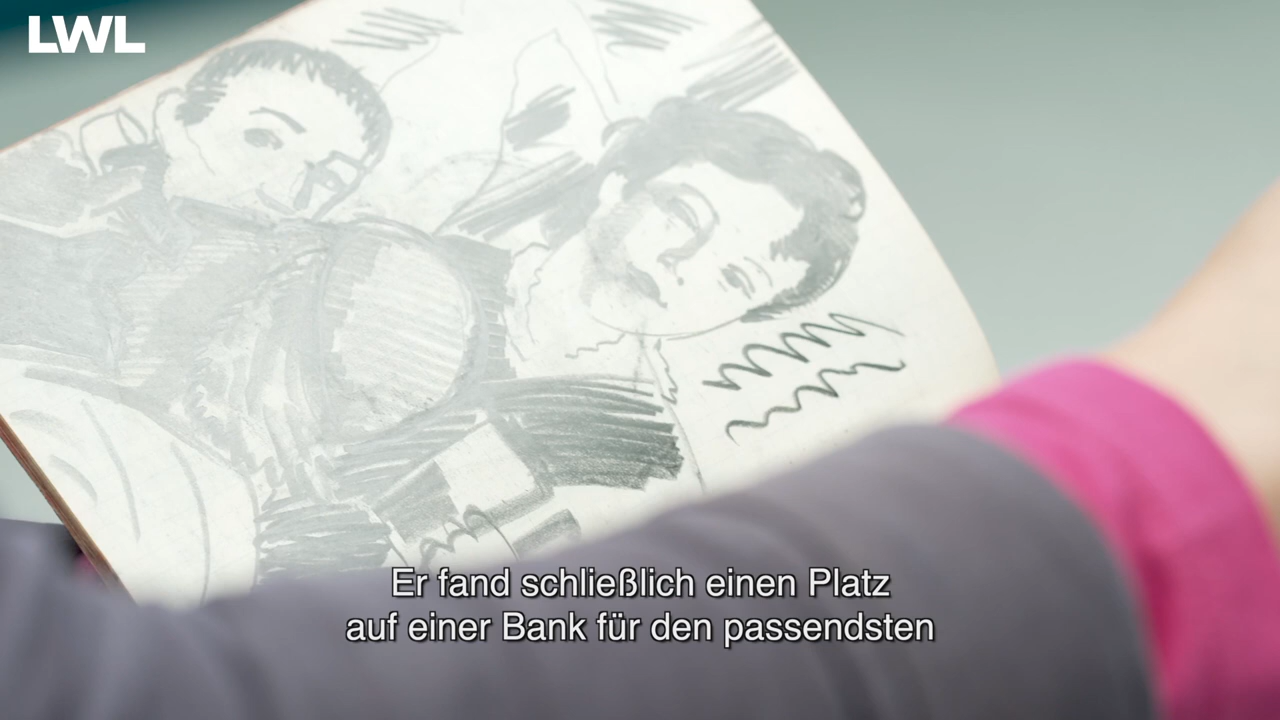 LWL
Er fand schließlich einen Platz
auf einer Bank für den passendsten